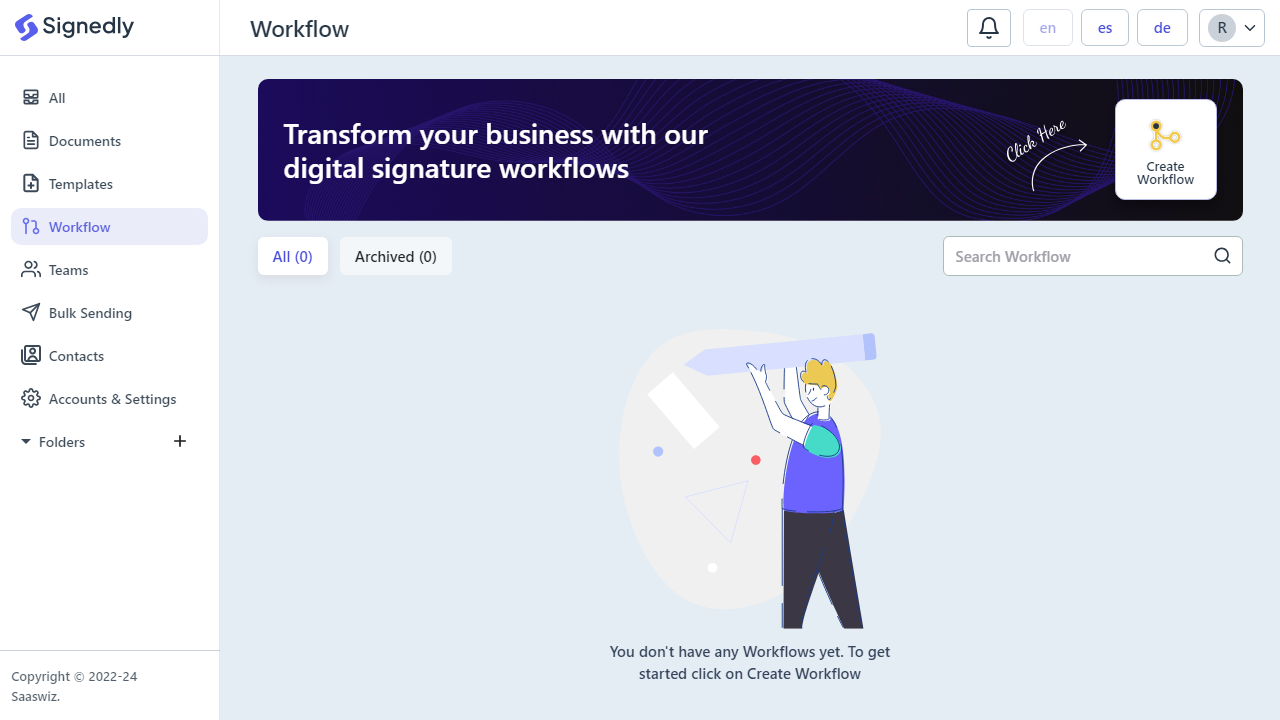 Signedly
Workflow
en
es
de
R
All
Documents
Templates
Workflow
Teams
Bulk Sending
Contacts
Accounts & Settings
Folders
Copyright © 2022-24
Saaswiz.
Transform your business with our
digital signature workflows
Click Here
Create
Workflow
All (0)
Archived (0)
Search Workflow
You don't have any Workflows yet. To get
started click on Create Workflow